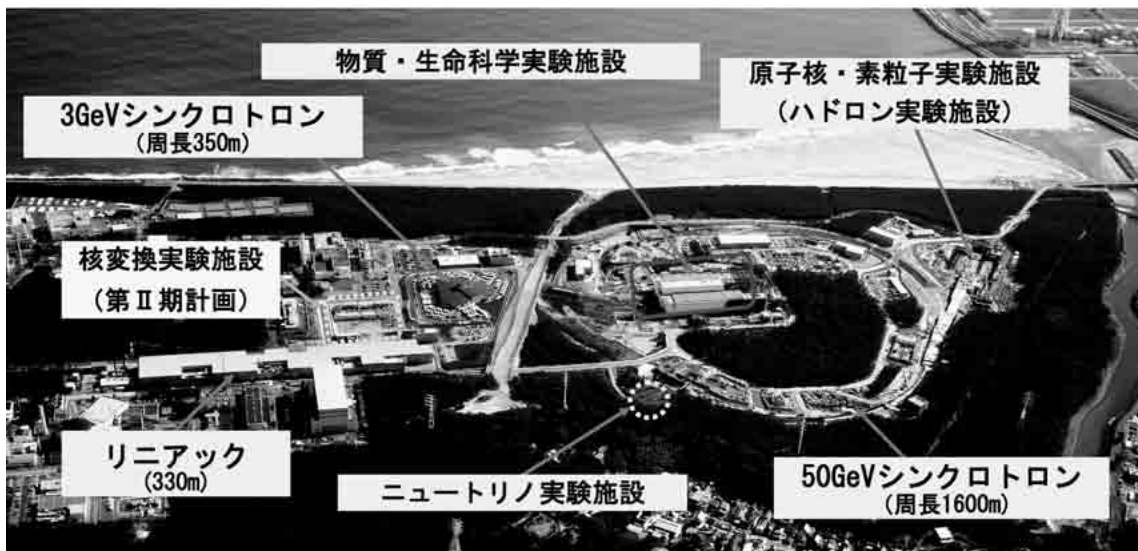 物質・生命科学実験施設
原子核・素粒子実験施設
(ハドロン実験施設)
3GeVシンクロトロン
(周長350m)
核変換実験施設
(第Ⅱ期計画)
リニアック
(330m)
ニュートリノ実験施設
50GeVシンクロトロン
(周長1600m)